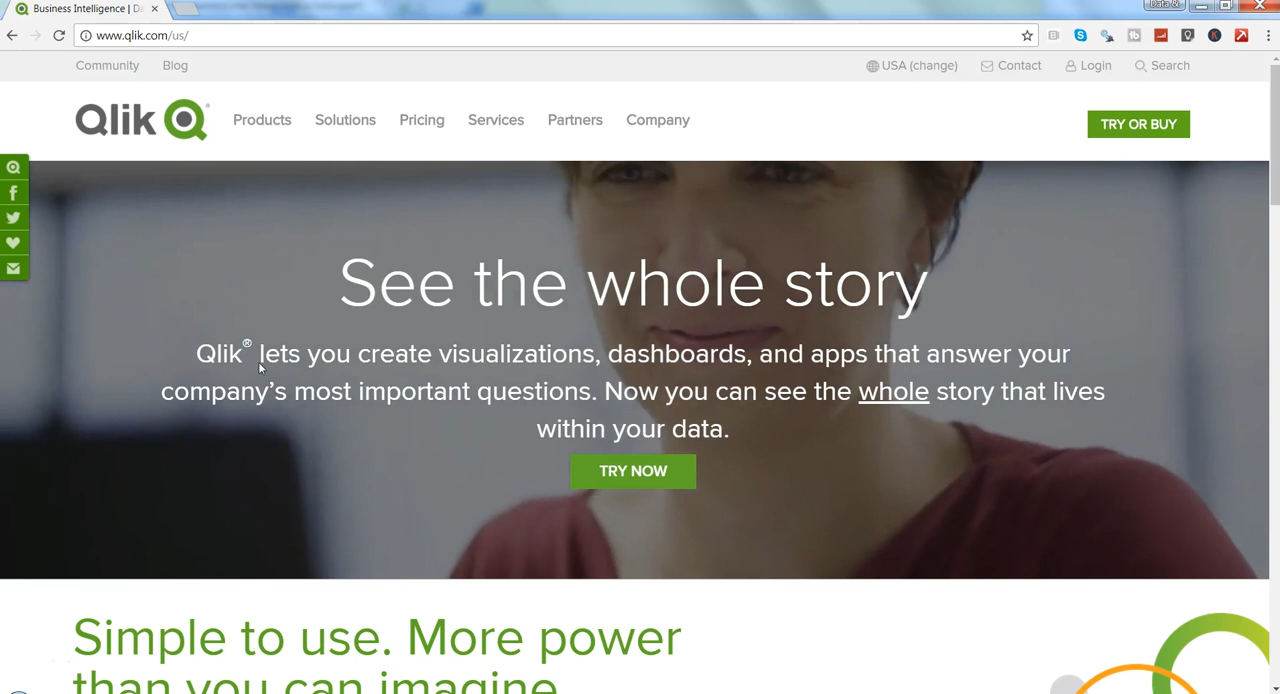 Business Intelligence | Da
Data &
www.qlik.com/us/
Community Blog USA (change) Contact Login Search
Qlik Products Solutions Pricing Services Partners Company TRY OR BUY
See the whole story
Qlik® lets you create visualizations, dashboards, and apps that answer your
company's most important questions. Now you can see the whole story that lives
within your data.
TRY NOW
Simple to use. More power
than you can imagine